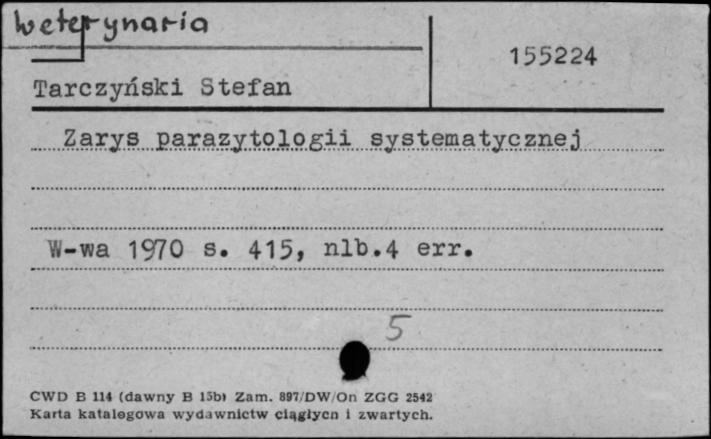 Weterynaria
155224
Tarczyński Stefan
Zarys parazytologii systematycznej
W-wa 1970 s. 415, nlb.4 err.
5
CWD B 114 (dawny B 15b) Zam. 897/DW/On ZGG 2542
Karta katalogowa wydawnictw ciągłych i zwartych.